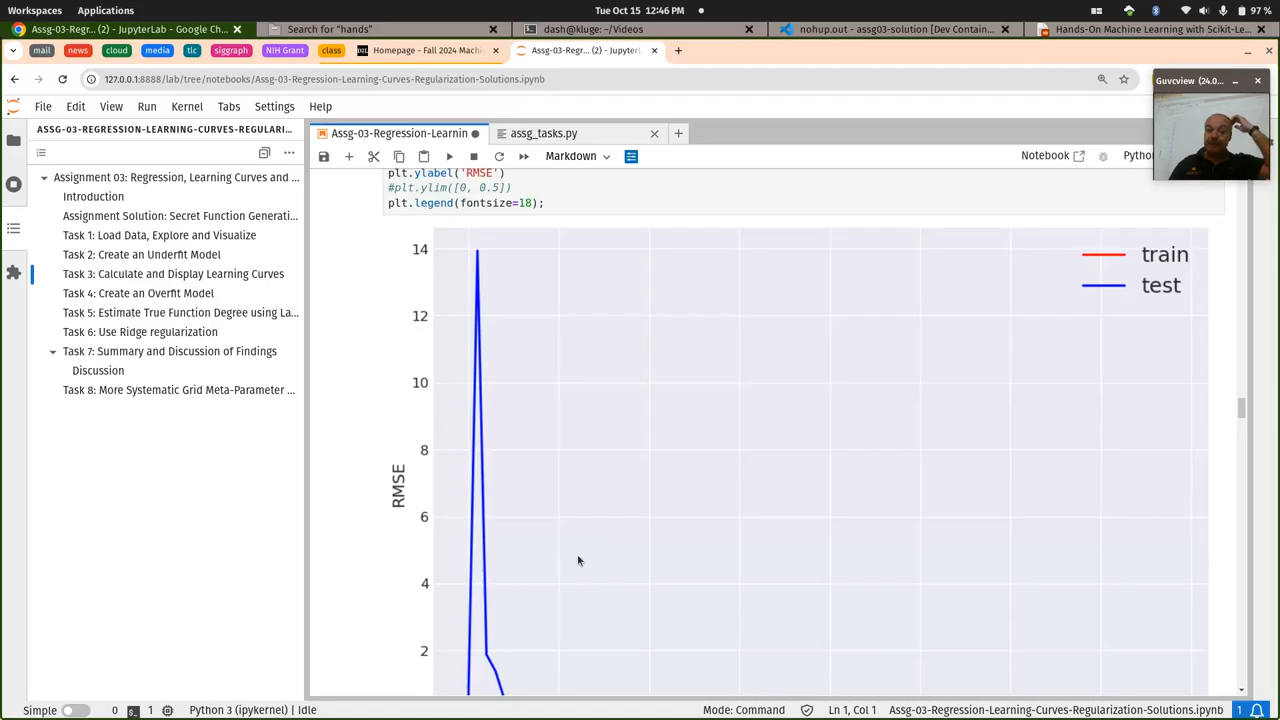 Workspaces Applications Tue Oct 15 12:46 PM 97 %
Assg-03-Regr... (2) - JupyterLab - Google Ch... Search for "hands" dash@kluge: ~/Videos nohup.out - assg03-solution [Dev Contain... Hands-On Machine Learning with Scikit-Le...
mail news cloud media tlc siggraph NIH Grant class Homepage - Fall 2024 Machi Assg-03-Regr... (2) - JupyterL
127.0.0.1:8888/lab/tree/notebooks/Assg-03-Regression-Learning-Curves-Regularization-Solutions.ipynb
Guvcview (24.0...
File Edit View Run Kernel Tabs Settings Help
ASSG-03-REGRESSION-LEARNING-CURVES-REGULARI...
Assg-03-Regression-Learnin assg_tasks.py
Markdown Notebook Python
Assignment 03: Regression, Learning Curves and ...
Introduction
Assignment Solution: Secret Function Generati...
Task 1: Load Data, Explore and Visualize
Task 2: Create an Underfit Model
Task 3: Calculate and Display Learning Curves
Task 4: Create an Overfit Model
Task 5: Estimate True Function Degree using La...
Task 6: Use Ridge regularization
Task 7: Summary and Discussion of Findings
Discussion
Task 8: More Systematic Grid Meta-Parameter ...
plt.ylabel('RMSE')
#plt.ylim([0, 0.5])
plt.legend(fontsize=18);
14
12
10
8
6
4
2
RMSE
train
test
Simple 0 1 Python 3 (ipykernel) | Idle Mode: Command Ln 1, Col 1 Assg-03-Regression-Learning-Curves-Regularization-Solutions.ipynb 1